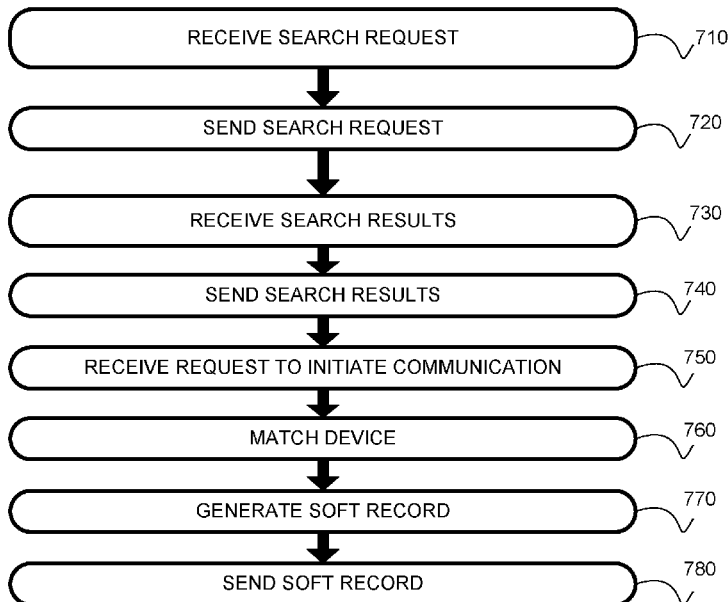 RECEIVE SEARCH REQUEST 710
SEND SEARCH REQUEST 720
RECEIVE SEARCH RESULTS 730
SEND SEARCH RESULTS 740
RECEIVE REQUEST TO INITIATE COMMUNICATION 750
MATCH DEVICE 760
GENERATE SOFT RECORD 770
SEND SOFT RECORD 780